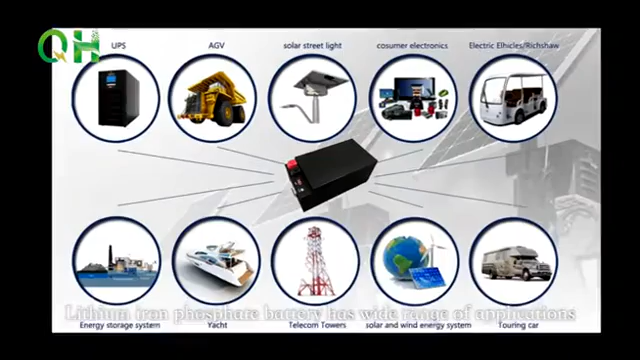 QH
UPS
AGV
solar street light
cosumer electronics
Electric Elhicles/Richshaw
Lithium iron phosphate battery has wide range of applications
Energy storage system
Yacht
Telecom Towers
solar and wind energy system
Touring car